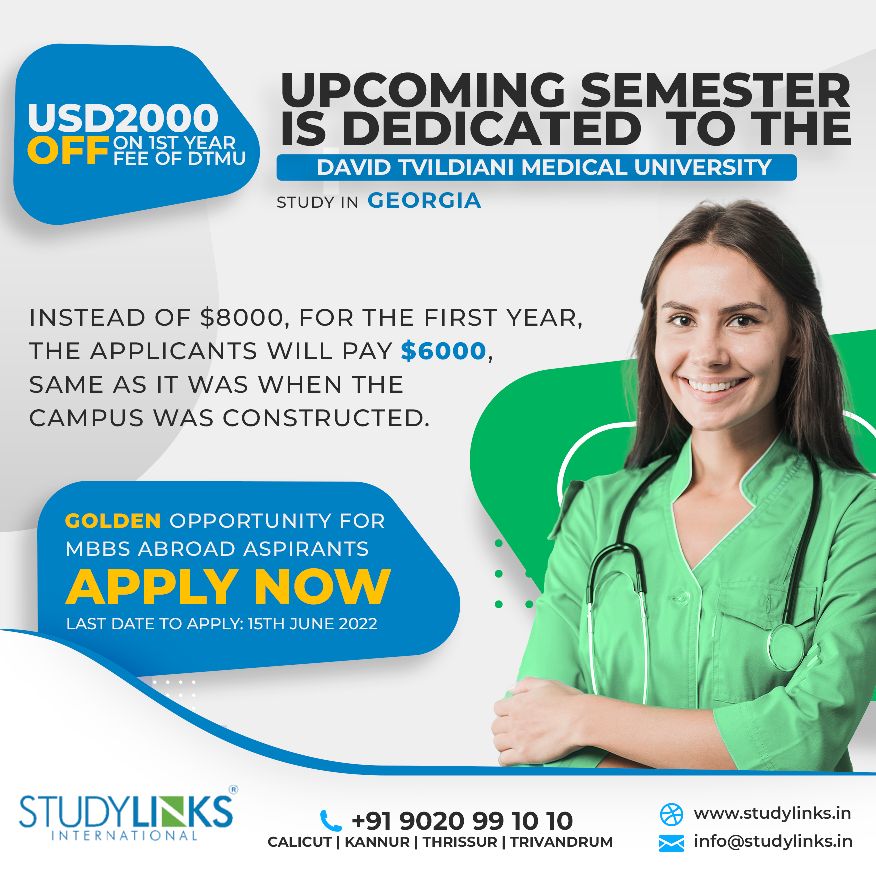 USD2000
OFF ON 1ST YEAR
FEE OF DTMU
UPCOMING SEMESTER
IS DEDICATED TO THE
DAVID TVILDIANI MEDICAL UNIVERSITY
STUDY IN GEORGIA
INSTEAD OF $8000, FOR THE FIRST YEAR,
THE APPLICANTS WILL PAY $6000,
SAME AS IT WAS WHEN THE
CAMPUS WAS CONSTRUCTED.
GOLDEN OPPORTUNITY FOR
MBBS ABROAD ASPIRANTS
APPLY NOW
LAST DATE TO APPLY: 15TH JUNE 2022
STUDYLINKS®
INTERNATIONAL
+91 9020 99 10 10
CALICUT | KANNUR | THRISSUR | TRIVANDRUM
www.studylinks.in
info@studylinks.in